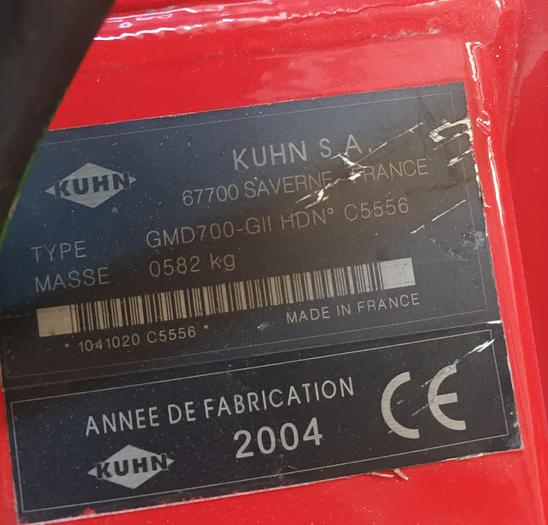 KUHN
KUHN S.A.
67700 SAVERNE - FRANCE
TYPE GMD700-GII HDN° C5556
MASSE 0582 kg
* 1041020 C5556 *
MADE IN FRANCE
ANNEE DE FABRICATION
2004
KUHN
CE